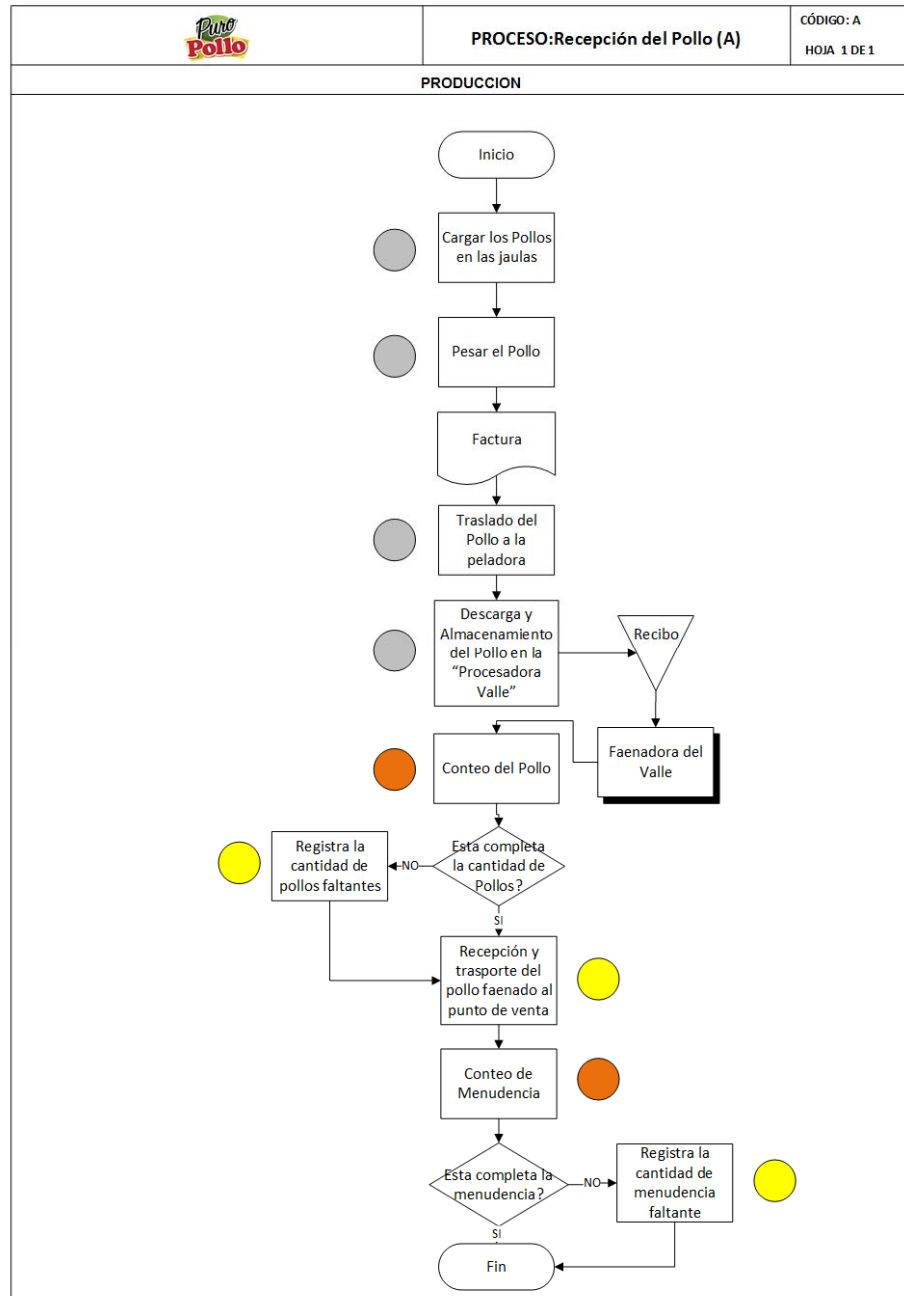 Puro
Pollo
PROCESO:Recepción del Pollo (A)
CÓDIGO: A
HOJA 1 DE 1
PRODUCCION
Inicio
Cargar los Pollos
en las jaulas
Pesar el Pollo
Factura
Traslado del
Pollo a la
peladora
Descarga y
Almacenamiento
del Pollo en la
“Procesadora
Valle”
Recibo
Faenadora del
Valle
Conteo del Pollo
Esta completa
la cantidad de
Pollos?
NO
Registra la
cantidad de
pollos faltantes
SI
Recepción y
trasporte del
pollo faenado al
punto de venta
Conteo de
Menudencia
Esta completa la
menudencia?
NO
Registra la
cantidad de
menudencia
faltante
SI
Fin